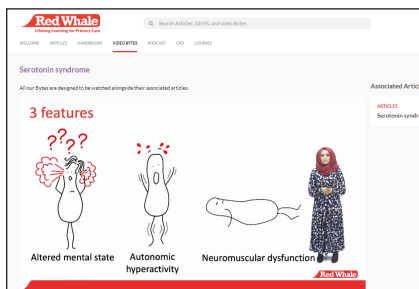 Red Whale
Lifelong Learning for Primary Care
Search Articles, GEMS, and video Bytes
WELCOME ARTICLES HANDBOOKS VIDEO BYTES PODCAST CPD COURSES
Serotonin syndrome
All our Bytes are designed to be watched alongside their associated articles.
Associated Artic
ARTICLES
Serotonin syndr
3 features
????
Altered mental state
Autonomic
hyperactivity
Neuromuscular dysfunction
Red Whale